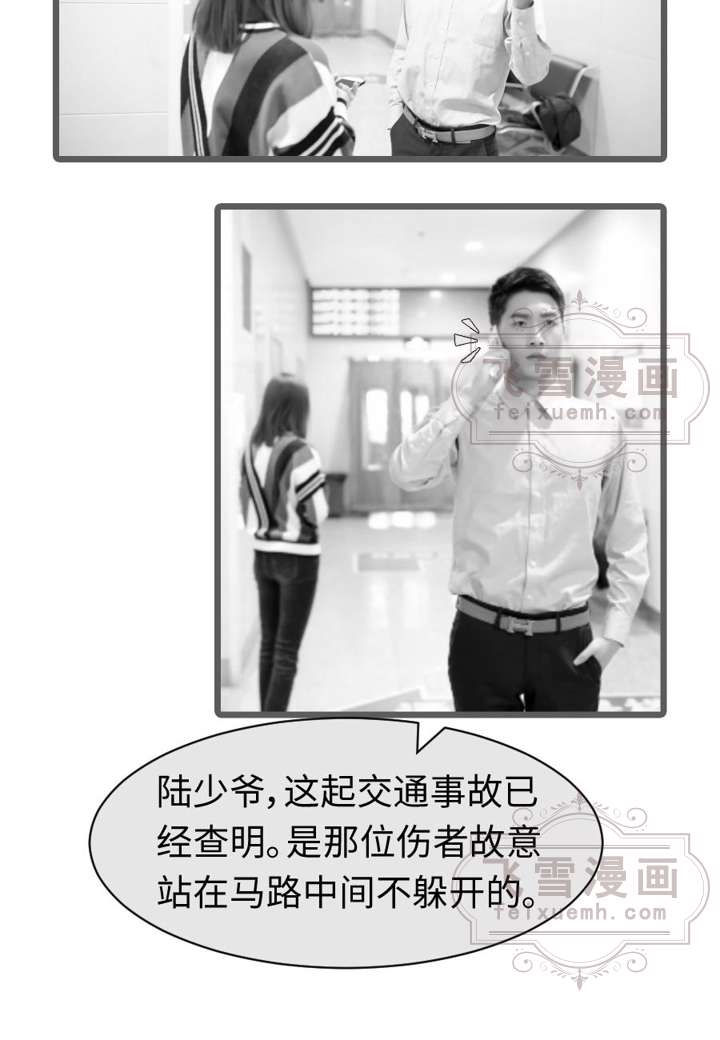 飞雪漫画
feixuemh.com
陆少爷，这起交通事故已
经查明。是那位伤者故意
站在马路中间不躲开的。
飞雪漫画
feixuemh.com